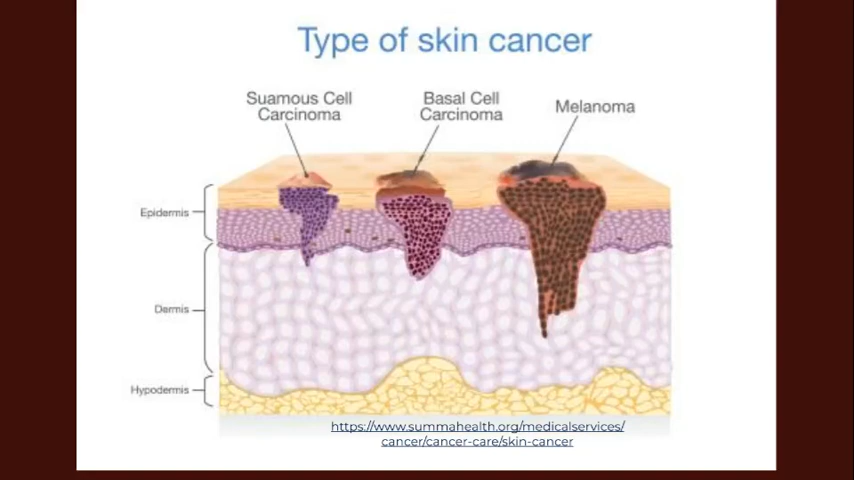 Type of skin cancer
Suamous Cell
Carcinoma
Basal Cell
Carcinoma
Melanoma
Epidermis
Dermis
Hypodermis
https://www.summahealth.org/medicalservices/
cancer/cancer-care/skin-cancer